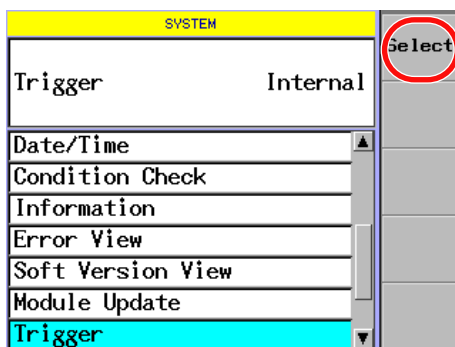 SYSTEM
Select
Trigger Internal
Date/Time
Condition Check
Information
Error View
Soft Version View
Module Update
Trigger